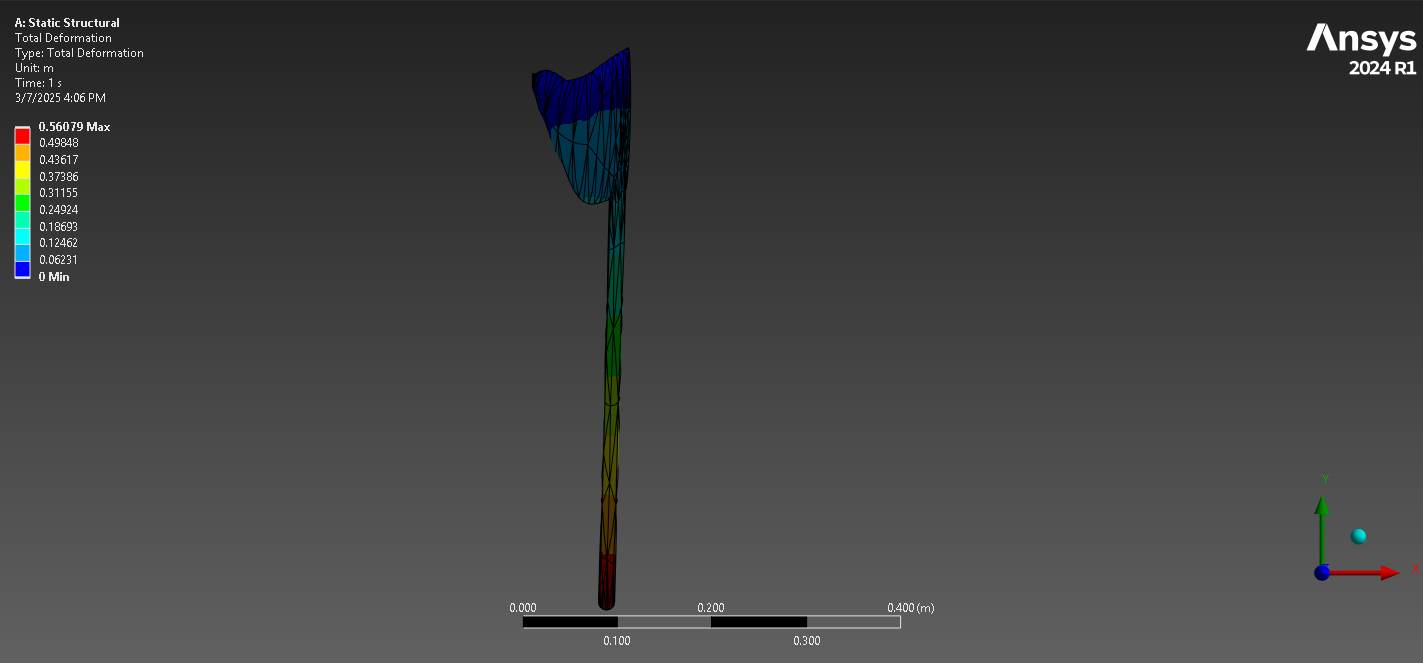 A: Static Structural
Total Deformation
Type: Total Deformation
Unit: m
Time: 1 s
3/7/2025 4:06 PM
0.56079 Max
0.49848
0.43617
0.37386
0.31155
0.24924
0.18693
0.12462
0.06231
0 Min
Ansys
2024 R1
0.000
0.200
0.400 (m)
0.100
0.300
Y
X